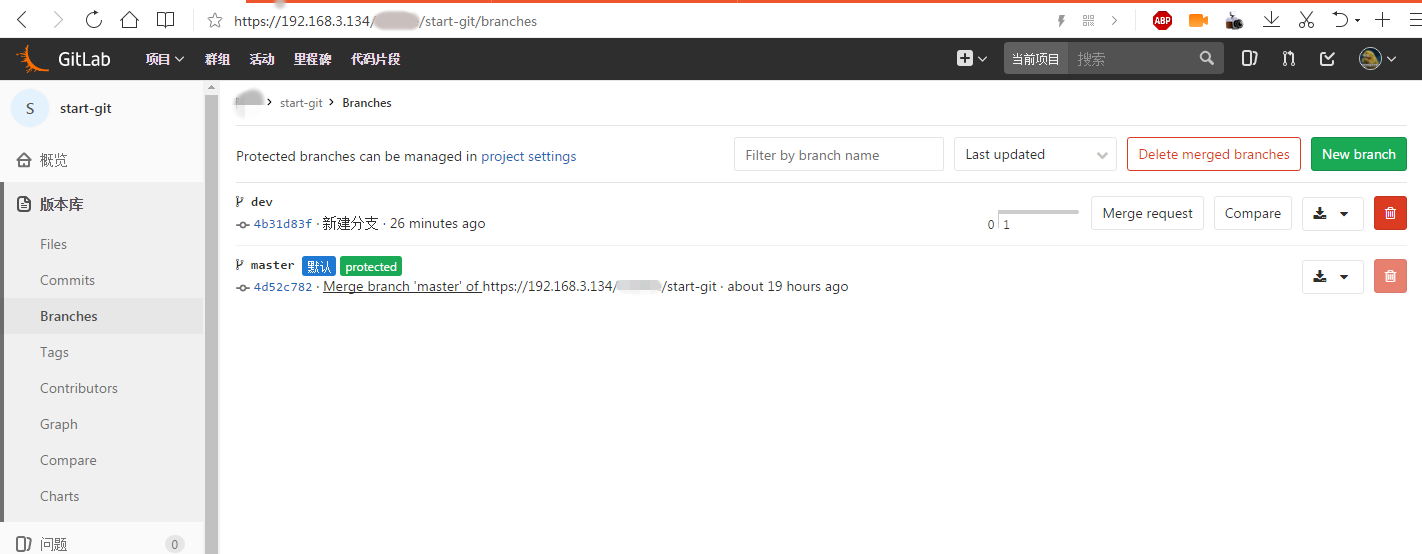 https://192.168.3.134/ /start-git/branches
ABP
GitLab 项目 群组 活动 里程碑 代码片段 当前项目 搜索
S start-git
概览
版本库
Files
Commits
Branches
Tags
Contributors
Graph
Compare
Charts
问题 0
start-git Branches
Protected branches can be managed in project settings Filter by branch name Last updated Delete merged branches New branch
dev
4b31d83f · 新建分支 · 26 minutes ago 0 1 Merge request Compare
master 默认 protected
4d52c782 · Merge branch 'master' of https://192.168.3.134/ /start-git · about 19 hours ago